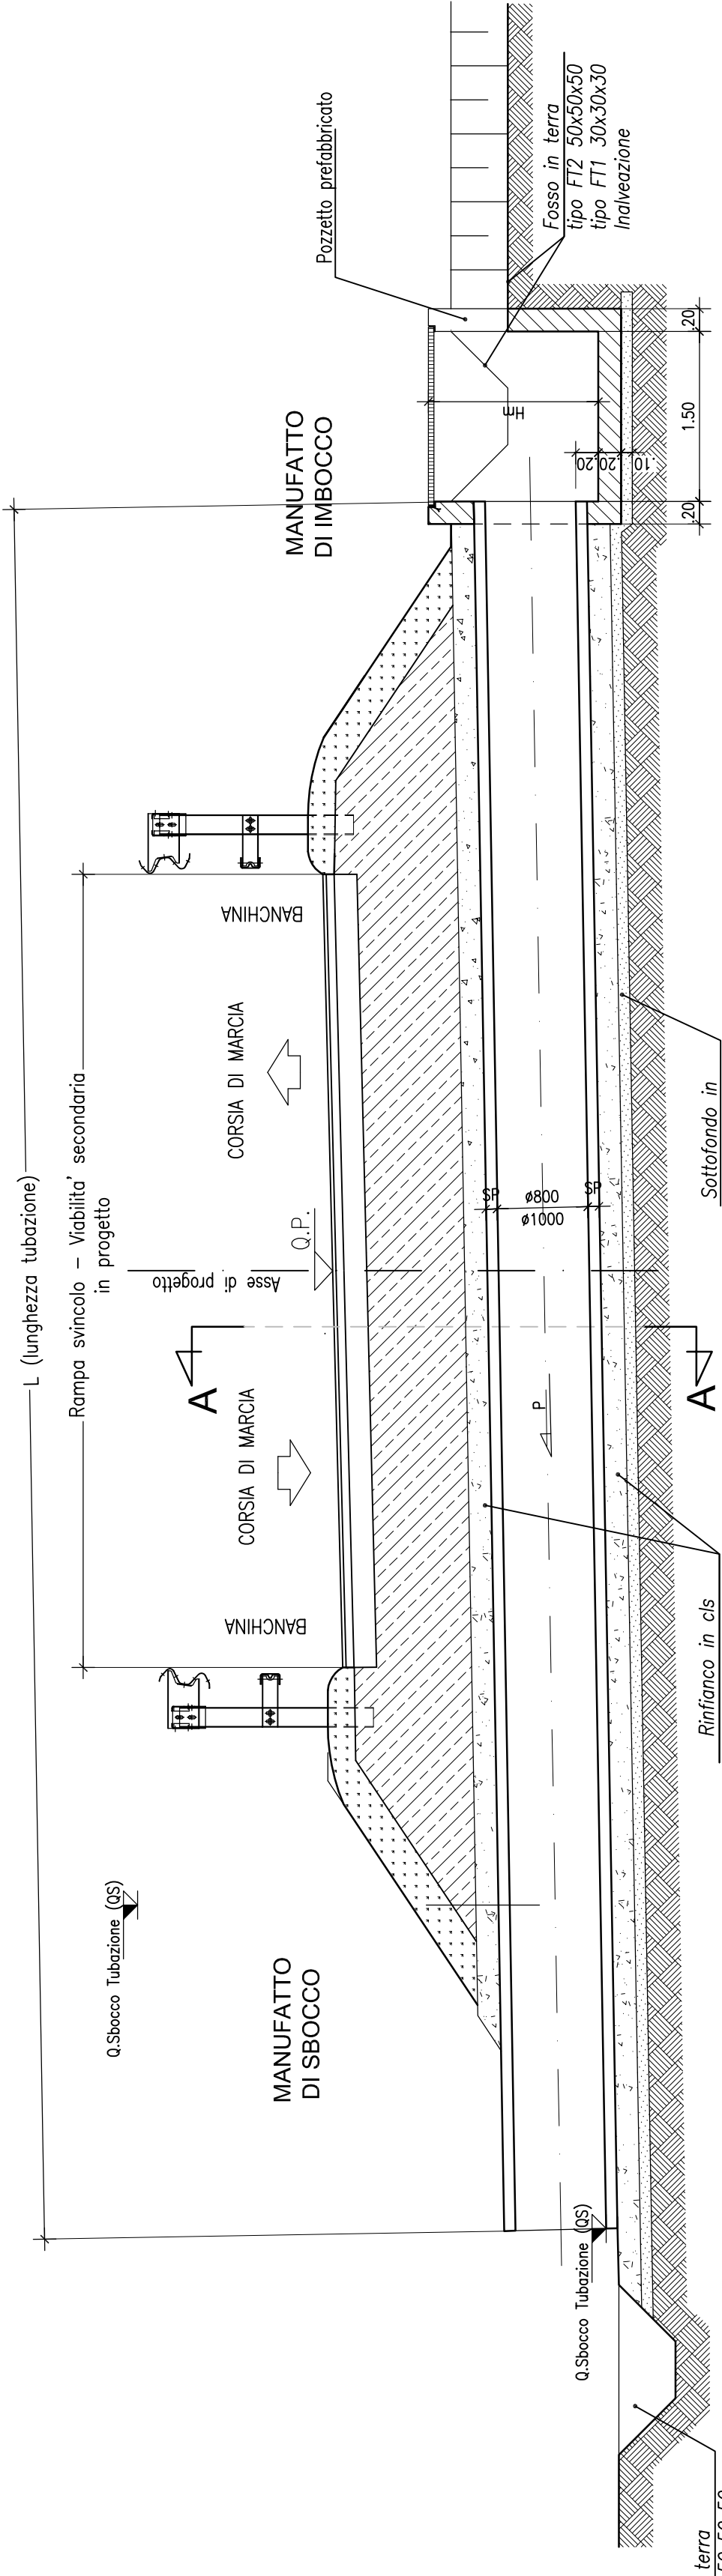 L (lunghezza tubazione)
Rampa svincolo – Viabilita' secondaria
in progetto
Q.Sbocco Tubazione (QS)
MANUFATTO
DI SBOCCO
BANCHINA
CORSIA DI MARCIA
A
Asse di progetto
Q.P.
CORSIA DI MARCIA
BANCHINA
MANUFATTO
DI IMBOCCO
Pozzetto prefabbricato
Fosso in terra
tipo FT2 50x50x50
tipo FT1 30x30x30
Inalveazione
Hm
.20
.20
.10
.20
1.50
.20
SP
ø800
ø1000
SP
P
A
Q.Sbocco Tubazione (QS)
Rinfianco in cls
Sottofondo in
terra